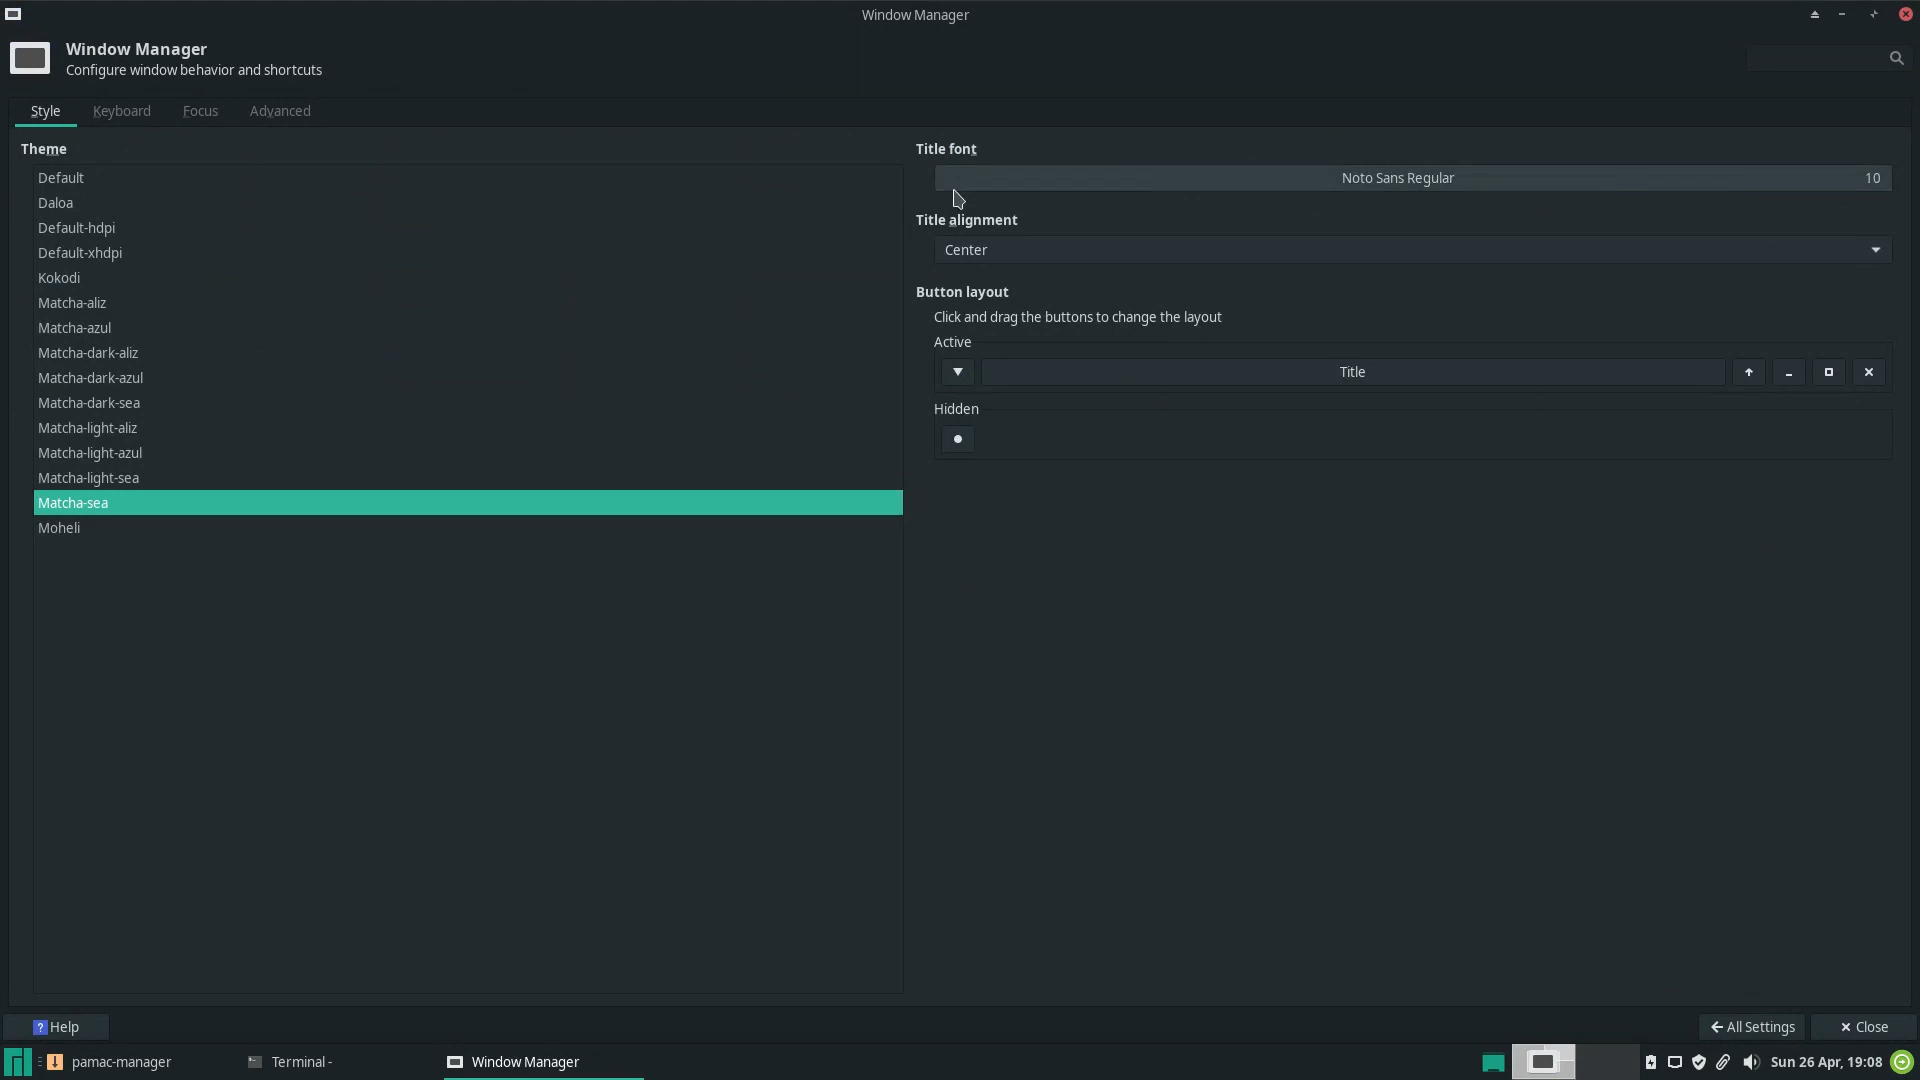 Window Manager
Window Manager
Configure window behavior and shortcuts
Style Keyboard Focus Advanced
Theme
Default
Daloa
Default-hdpi
Default-xhdpi
Kokodi
Matcha-aliz
Matcha-azul
Matcha-dark-aliz
Matcha-dark-azul
Matcha-dark-sea
Matcha-light-aliz
Matcha-light-azul
Matcha-light-sea
Matcha-sea
Moheli
Title font
Noto Sans Regular 10
Title alignment
Center
Button layout
Click and drag the buttons to change the layout
Active
Title
Hidden
? Help
All Settings Close
pamac-manager Terminal - Window Manager Sun 26 Apr, 19:08